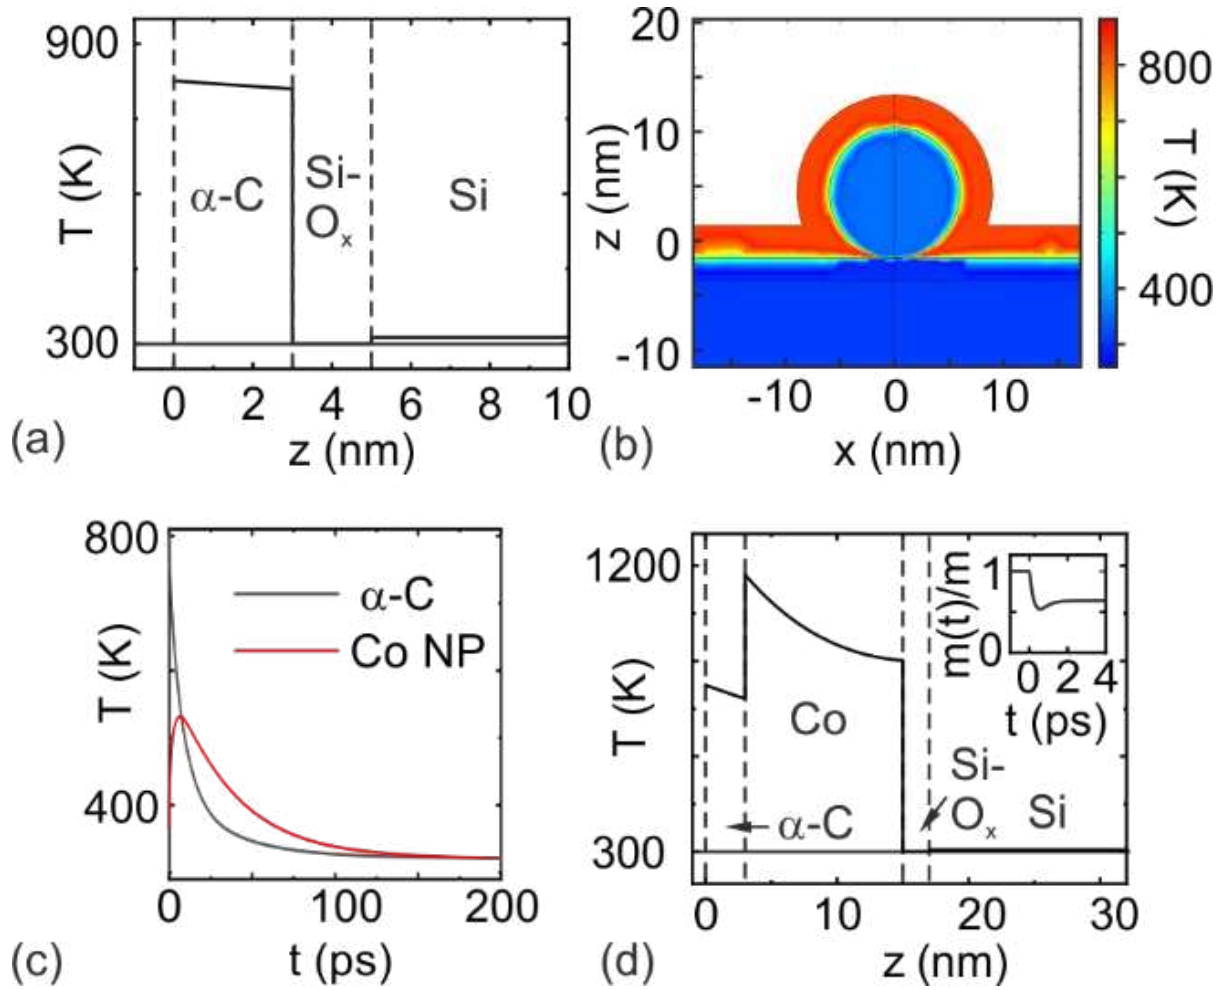 900
T (K)
300
α-C
Si-
Oₓ
Si
0 2 4 6 8 10
z (nm)
(a)
20
10
0
-10
z (nm)
-10 0 10
x (nm)
800
400
T (K)
(b)
800
400
T (K)
α-C
Co NP
0 100 200
t (ps)
(c)
1200
300
T (K)
Co
α-C
Si-
Oₓ
Si
1
0
m(t)/m
0 2 4
t (ps)
0 10 20 30
z (nm)
(d)